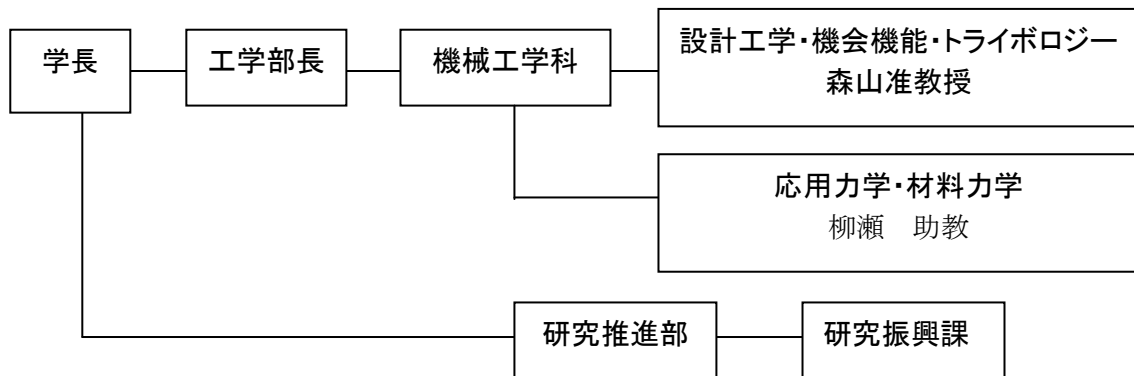 学長
工学部長
機械工学科
設計工学・機会機能・トライボロジー
森山准教授
応用力学・材料力学
柳瀬　助教
研究推進部
研究振興課